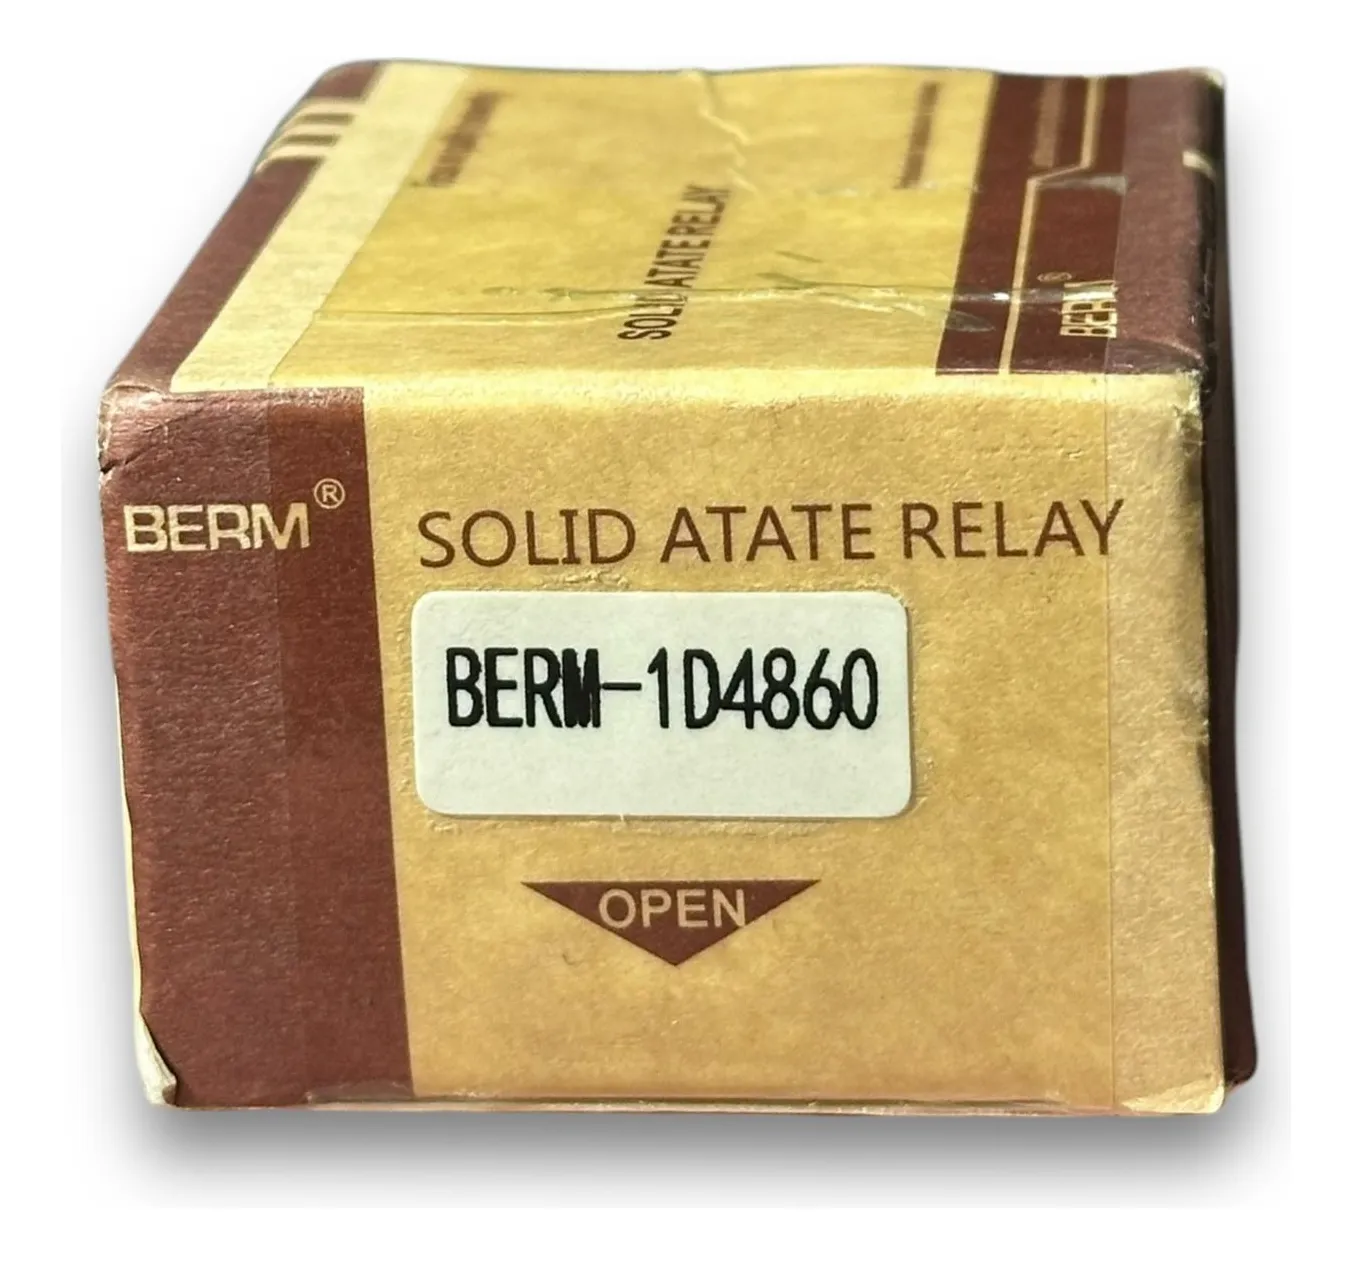 SOLID ATATE RELAY
BERM®
BERM®
SOLID ATATE RELAY
BERM-1D4860
OPEN